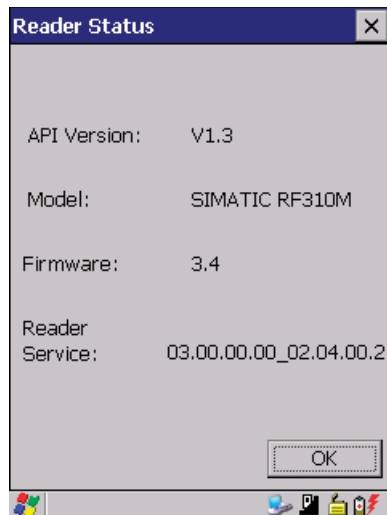 Reader Status
API Version: V1.3
Model: SIMATIC RF310M
Firmware: 3.4
Reader
Service: 03.00.00.00_02.04.00.2
OK